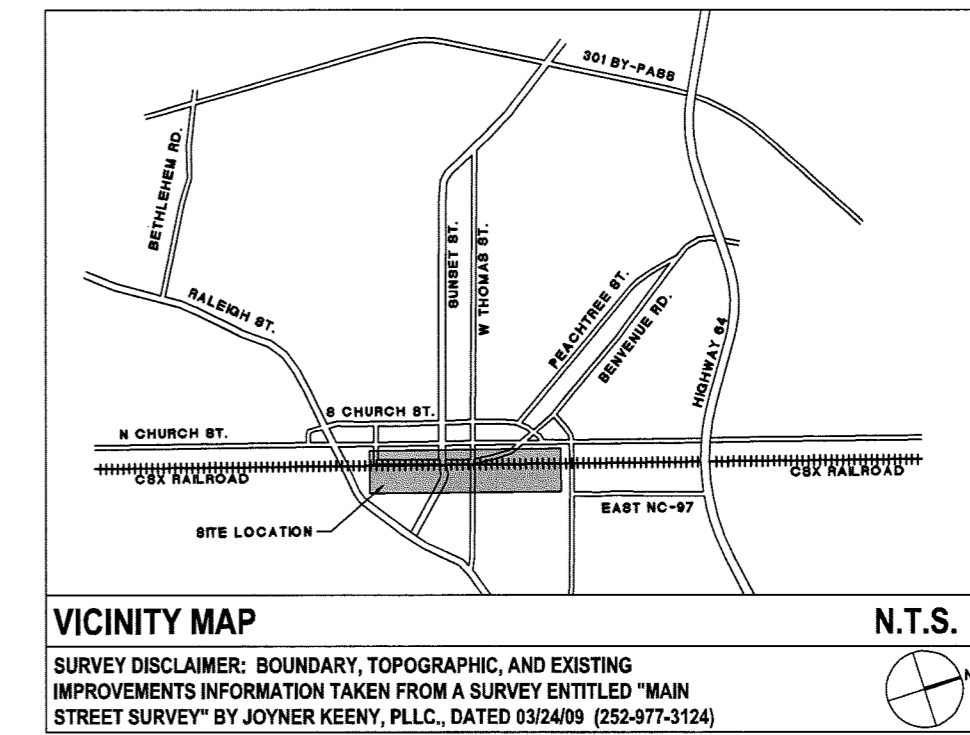 301 BY-PASS
BETHLEHEM RD.
SUNSET ST.
W THOMAS ST.
PEACHTREE ST.
BENVENUE RD.
RALEIGH ST.
HIGHWAY 64
S CHURCH ST.
N CHURCH ST.
CSX RAILROAD
CSX RAILROAD
EAST NC-97
SITE LOCATION
VICINITY MAP
N.T.S.
SURVEY DISCLAIMER: BOUNDARY, TOPOGRAPHIC, AND EXISTING
IMPROVEMENTS INFORMATION TAKEN FROM A SURVEY ENTITLED "MAIN
STREET SURVEY" BY JOYNER KEENY, PLLC., DATED 03/24/09 (252-977-3124)
N